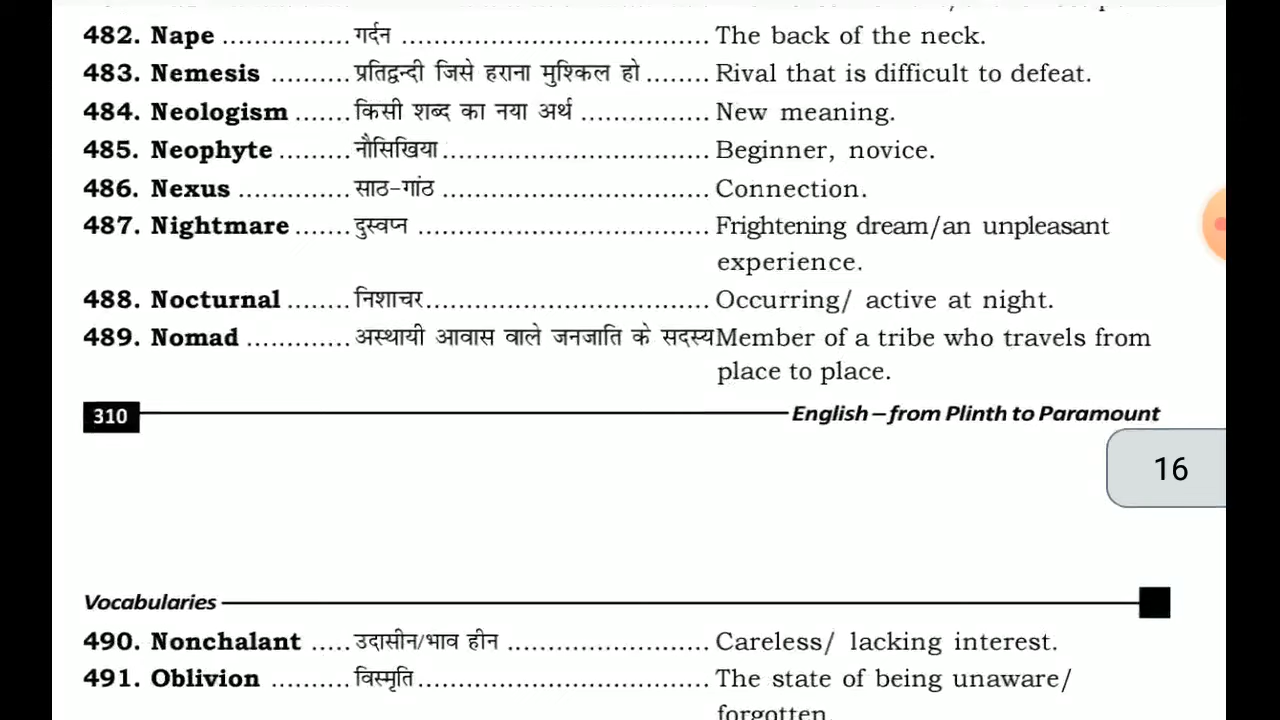 482. Nape ............... गर्दन ..................................... The back of the neck.
483. Nemesis .......... प्रतिद्वन्दी जिसे हराना मुश्किल हो ........ Rival that is difficult to defeat.
484. Neologism ....... किसी शब्द का नया अर्थ ................ New meaning.
485. Neophyte ......... नौसिखिया ................................ Beginner, novice.
486. Nexus .............. साठ-गांठ ................................. Connection.
487. Nightmare ....... दुस्वप्न .................................... Frightening dream/an unpleasant
experience.
488. Nocturnal ........ निशाचर................................... Occurring/ active at night.
489. Nomad ............. अस्थायी आवास वाले जनजाति के सदस्य Member of a tribe who travels from
place to place.
310 English – from Plinth to Paramount
16
Vocabularies
490. Nonchalant ..... उदासीन/भाव हीन ........................ Careless/ lacking interest.
491. Oblivion .......... विस्मृति................................... The state of being unaware/
forgotten.